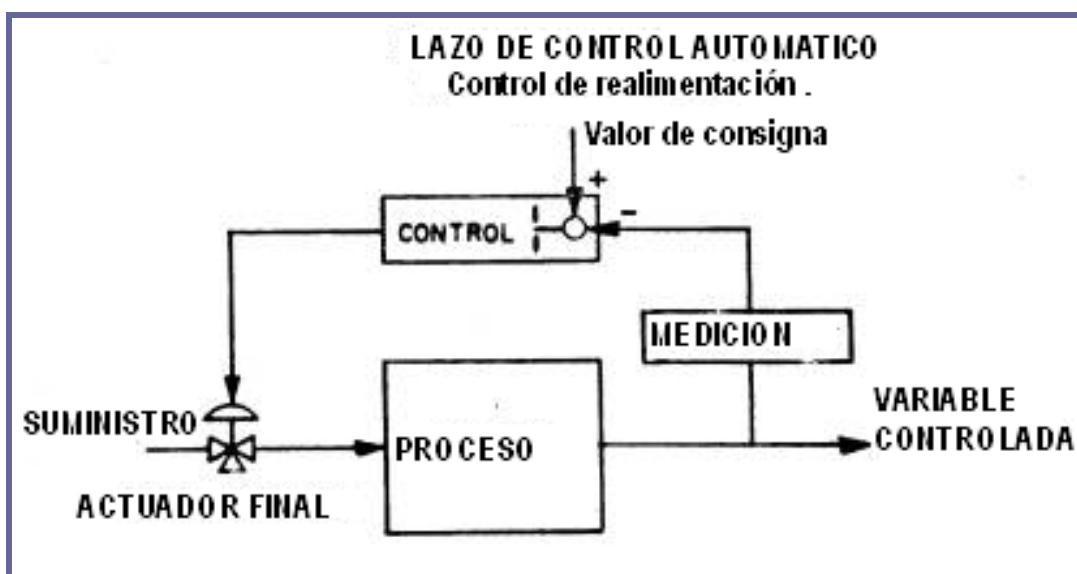 LAZO DE CONTROL AUTOMATICO
Control de realimentación .
Valor de consigna
+
-
CONTROL
MEDICION
SUMINISTRO
PROCESO
VARIABLE
CONTROLADA
ACTUADOR FINAL